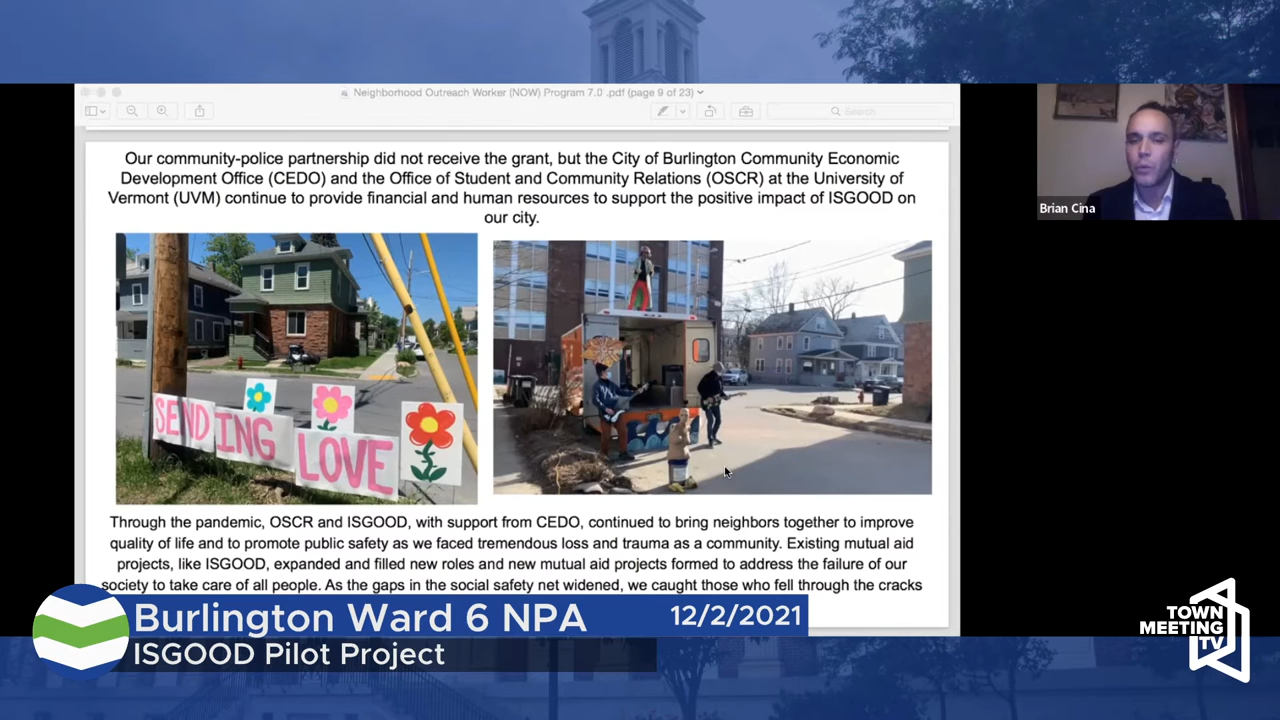 Neighborhood Outreach Worker (NOW) Program 7.0 .pdf (page 9 of 23)
Search
Our community-police partnership did not receive the grant, but the City of Burlington Community Economic
Development Office (CEDO) and the Office of Student and Community Relations (OSCR) at the University of
Vermont (UVM) continue to provide financial and human resources to support the positive impact of ISGOOD on
our city.
Brian Cina
SENDING LOVE
Through the pandemic, OSCR and ISGOOD, with support from CEDO, continued to bring neighbors together to improve
quality of life and to promote public safety as we faced tremendous loss and trauma as a community. Existing mutual aid
projects, like ISGOOD, expanded and filled new roles and new mutual aid projects formed to address the failure of our
society to take care of all people. As the gaps in the social safety net widened, we caught those who fell through the cracks
Burlington Ward 6 NPA
12/2/2021
ISGOOD Pilot Project
TOWN
MEETING
TV